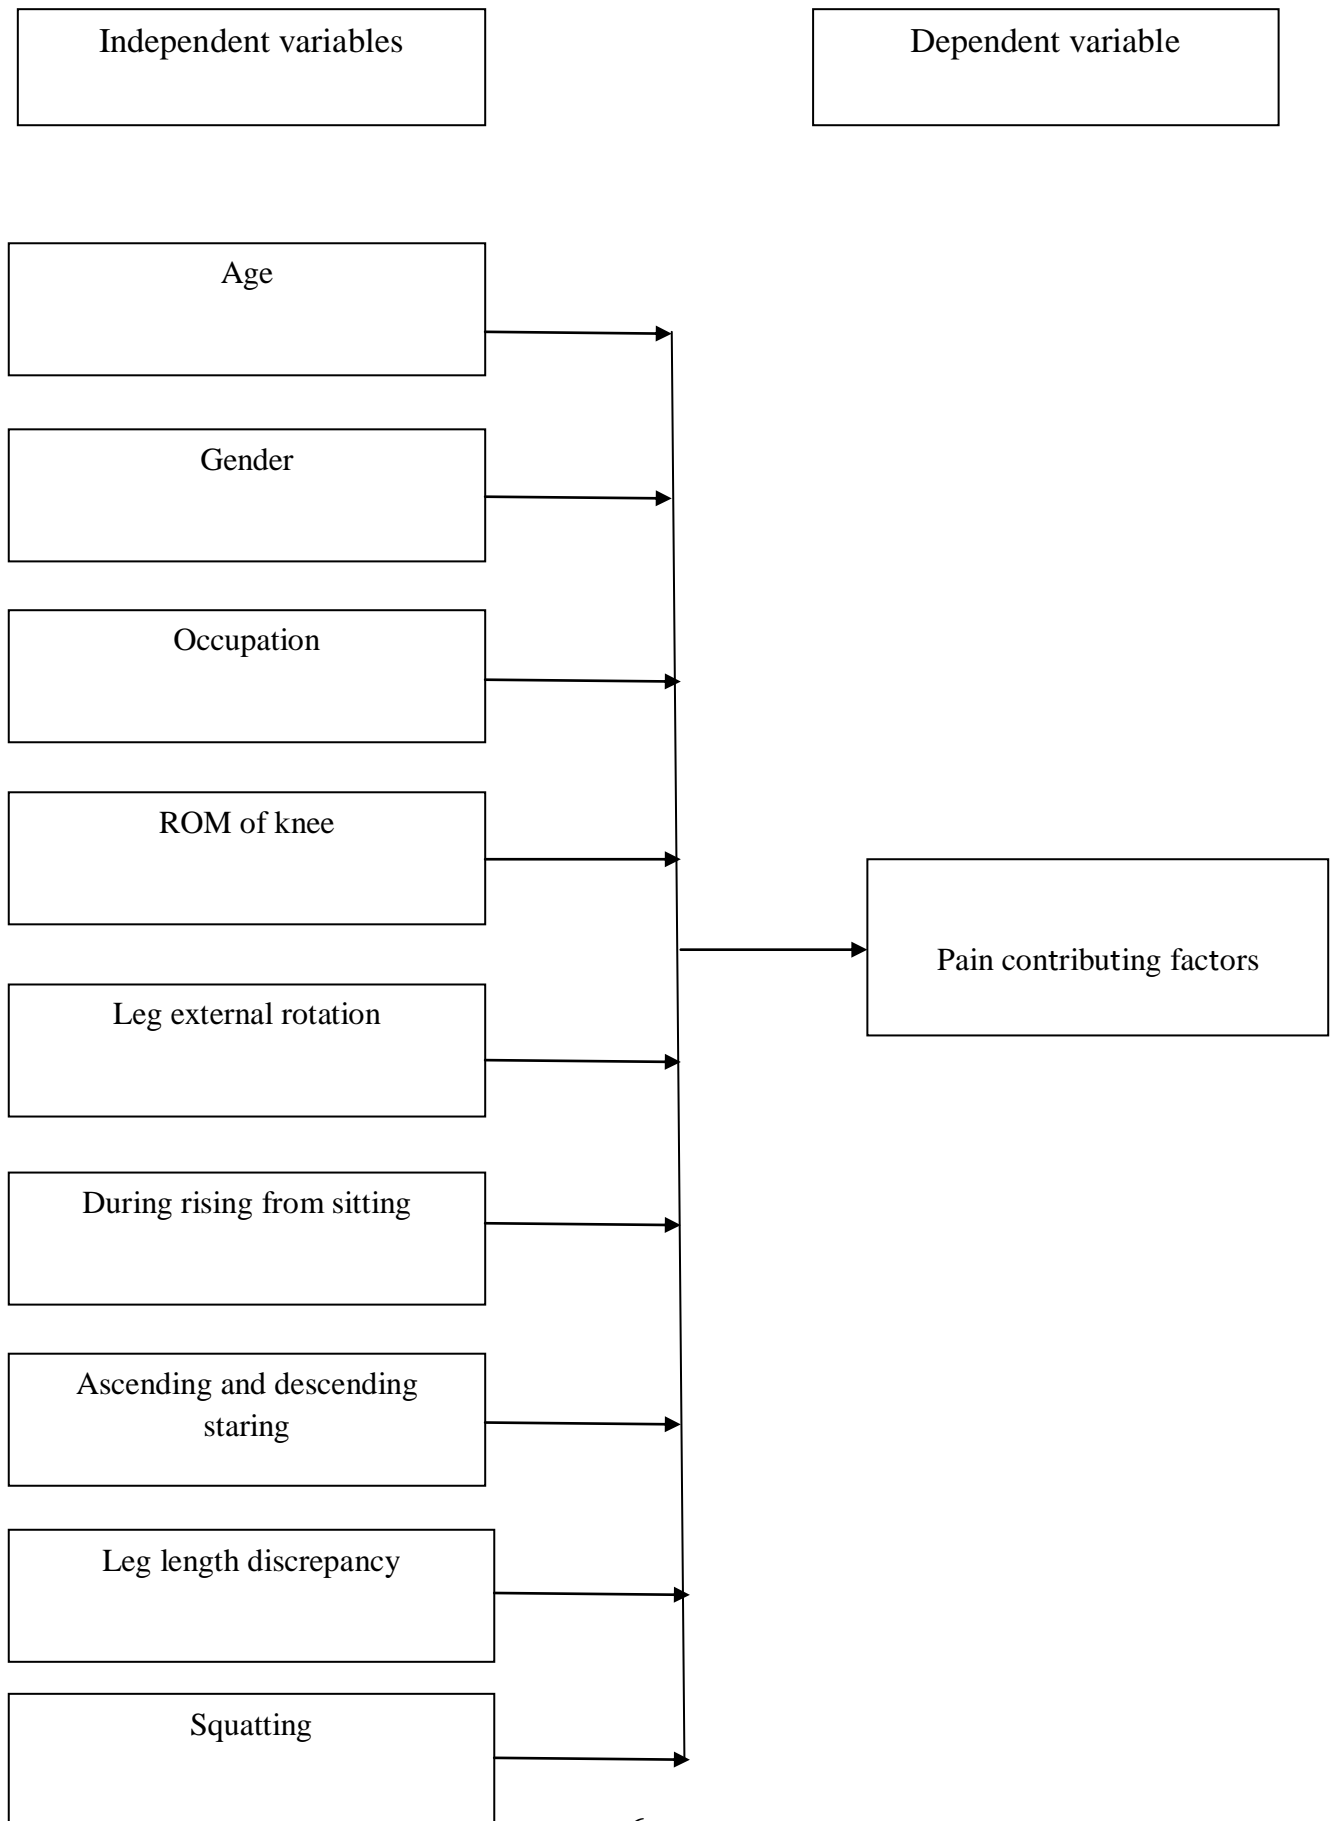 Independent variables
Dependent variable
Age
Gender
Occupation
ROM of knee
Pain contributing factors
Leg external rotation
During rising from sitting
Ascending and descending
staring
Leg length discrepancy
Squatting